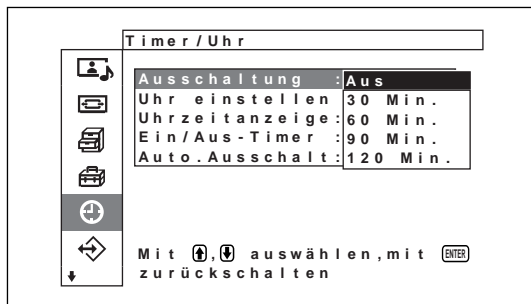 Timer/Uhr
Ausschaltung : Aus
Uhr einstellen 30 Min.
Uhrzeitanzeige: 60 Min.
Ein/Aus-Timer : 90 Min.
Auto.Ausschalt: 120 Min.
Mit ↑,↓ auswählen,mit ENTER
zurückschalten